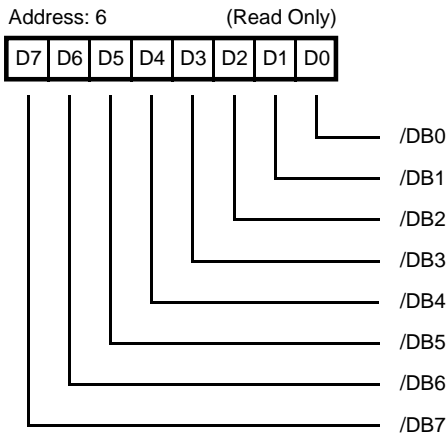 Address: 6 (Read Only)
D7 D6 D5 D4 D3 D2 D1 D0
/DB0
/DB1
/DB2
/DB3
/DB4
/DB5
/DB6
/DB7